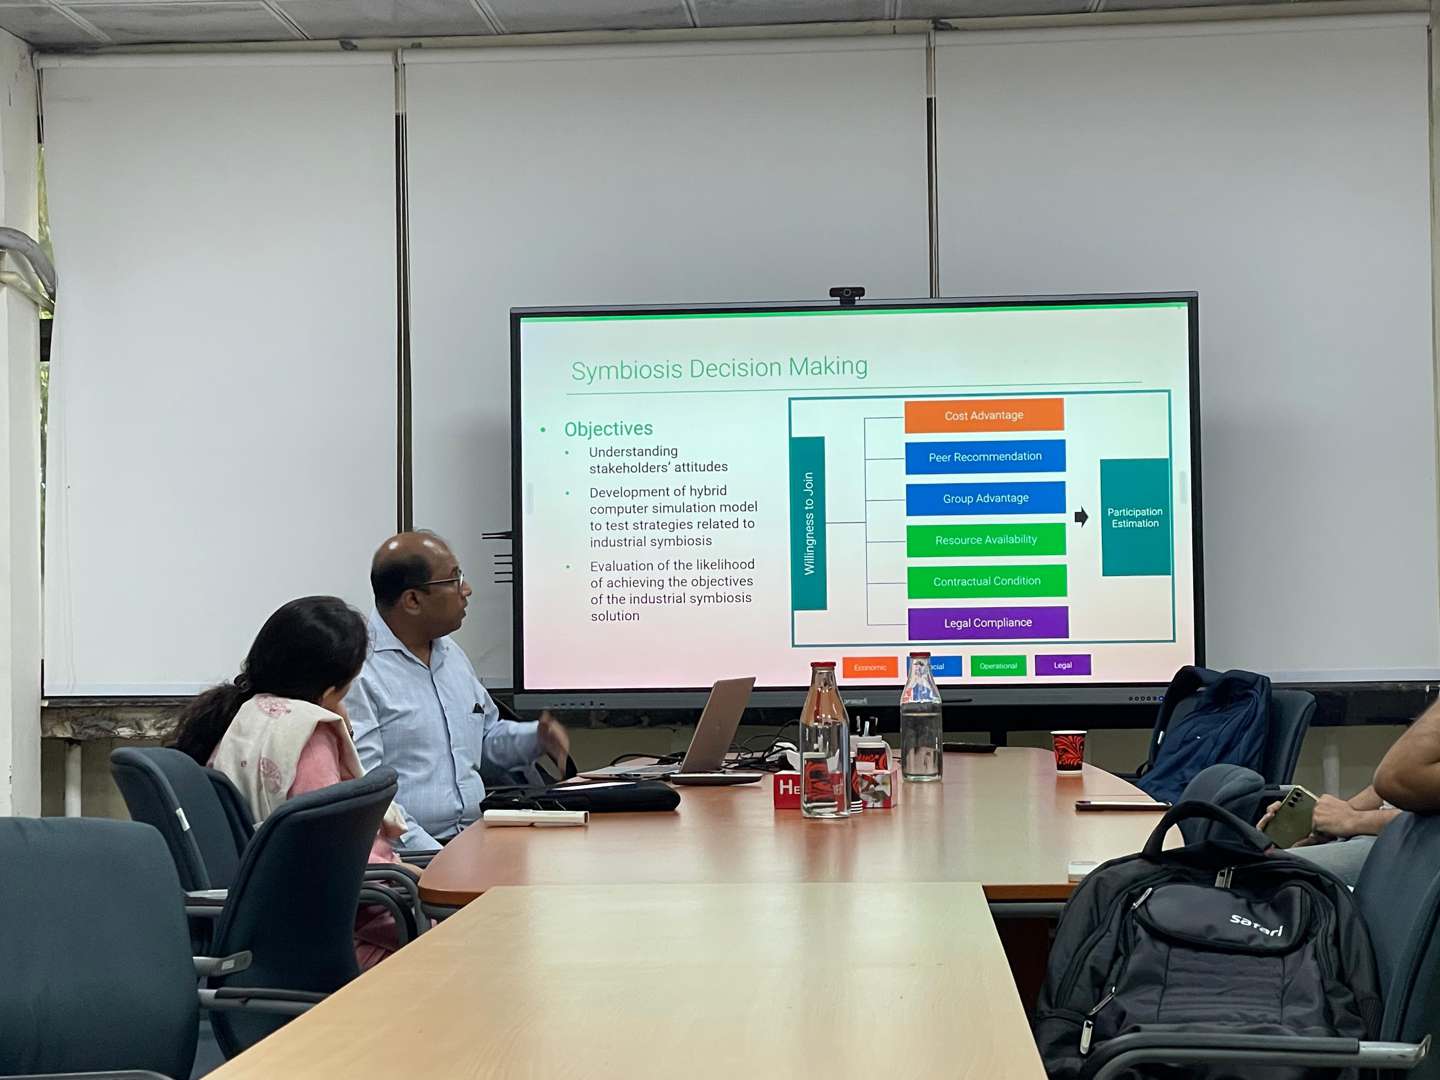 Symbiosis Decision Making
• Objectives
• Understanding
stakeholders' attitudes
• Development of hybrid
computer simulation model
to test strategies related to
industrial symbiosis
• Evaluation of the likelihood
of achieving the objectives
of the industrial symbiosis
solution
Willingness to Join
Cost Advantage
Peer Recommendation
Group Advantage
Resource Availability
Contractual Condition
Legal Compliance
Participation
Estimation
Economic
Operational
Legal
safari